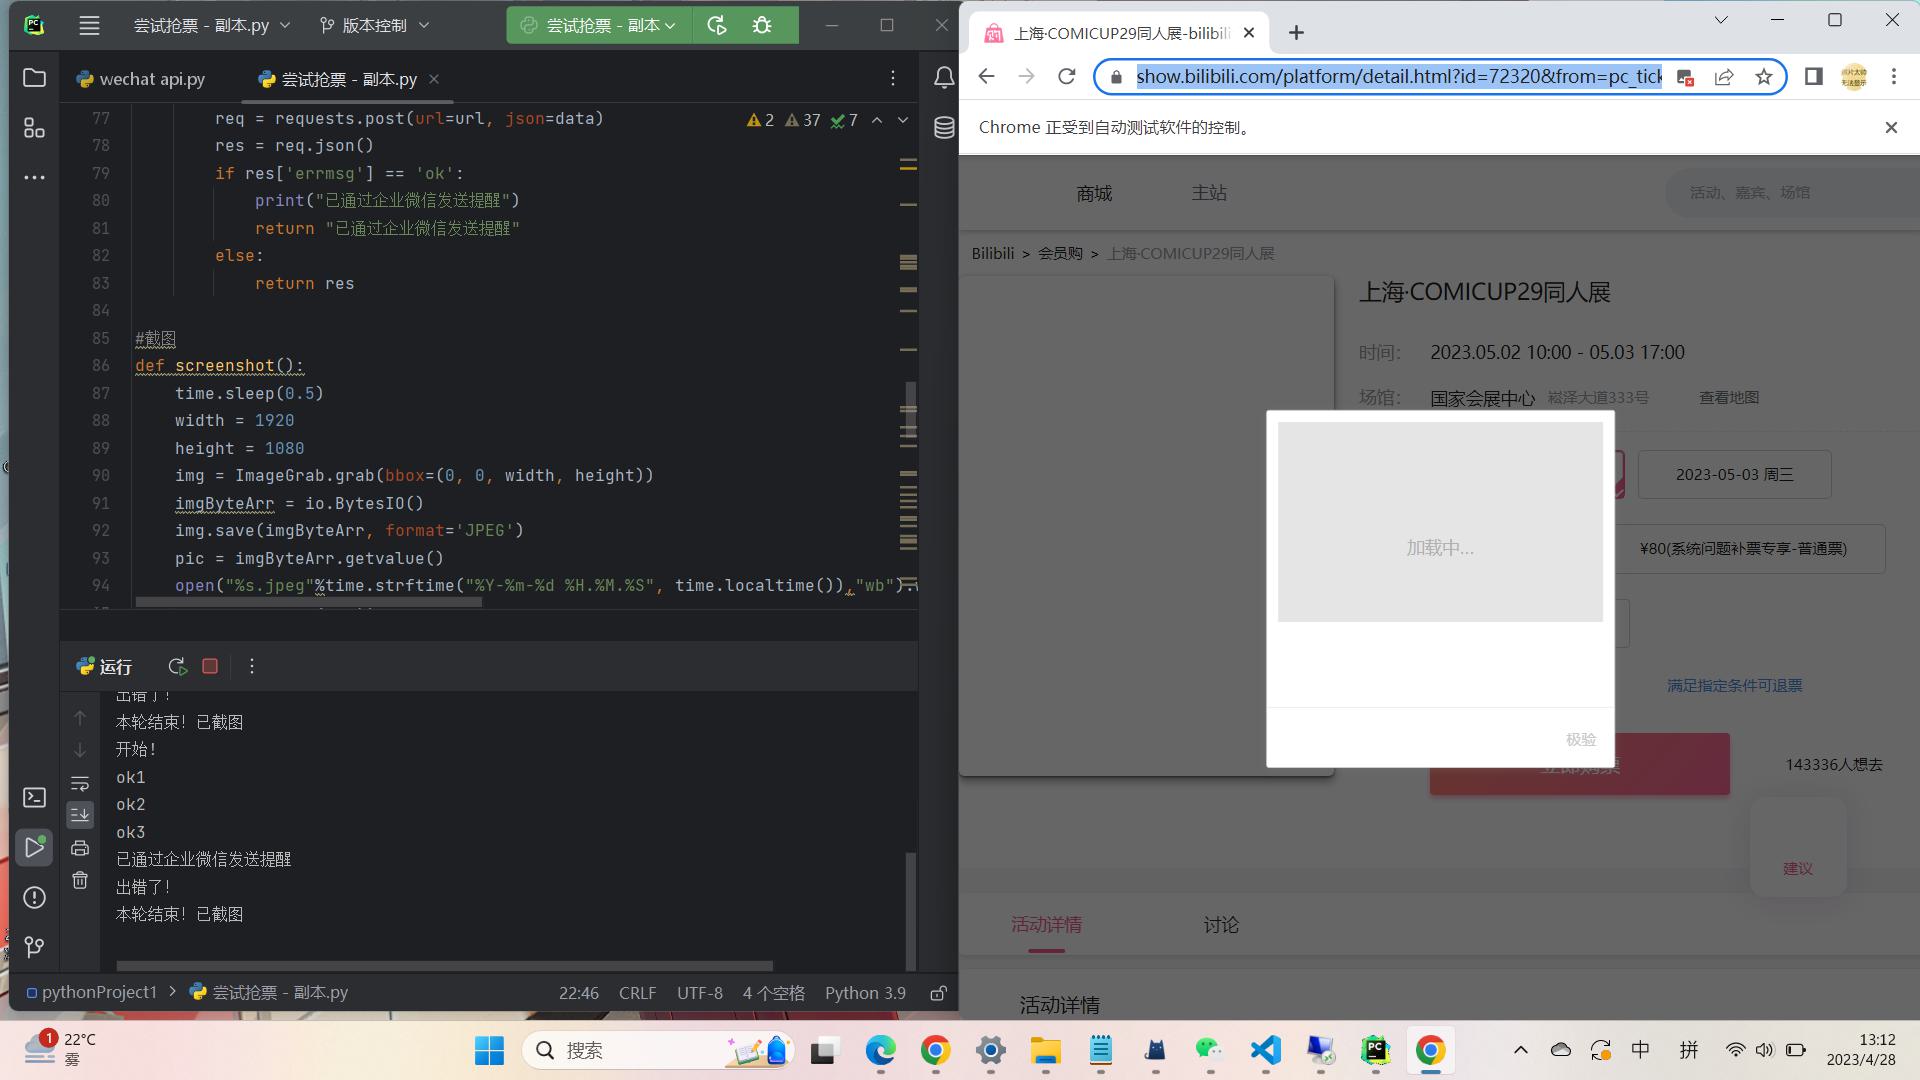 尝试抢票 - 副本.py
版本控制
尝试抢票 - 副本
wechat api.py
尝试抢票 - 副本.py
2 37 7
77 req = requests.post(url=url, json=data)
78 res = req.json()
79 if res['errmsg'] == 'ok':
80 print("已通过企业微信发送提醒")
81 return "已通过企业微信发送提醒"
82 else:
83 return res
84
85 #截图
86 def screenshot():
87 time.sleep(0.5)
88 width = 1920
89 height = 1080
90 img = ImageGrab.grab(bbox=(0, 0, width, height))
91 imgByteArr = io.BytesIO()
92 img.save(imgByteArr, format='JPEG')
93 pic = imgByteArr.getvalue()
94 open("%s.jpeg"%time.strftime("%Y-%m-%d %H.%M.%S", time.localtime()),"wb").
运行
出错了!
本轮结束! 已截图
开始!
ok1
ok2
ok3
已通过企业微信发送提醒
出错了!
本轮结束! 已截图
pythonProject1 > 尝试抢票 - 副本.py
22:46 CRLF UTF-8 4 个空格 Python 3.9
上海·COMICUP29同人展-bilibili
show.bilibili.com/platform/detail.html?id=72320&from=pc_tick
Chrome 正受到自动测试软件的控制。
商城 主站 活动、嘉宾、场馆
Bilibili > 会员购 > 上海·COMICUP29同人展
上海·COMICUP29同人展
时间: 2023.05.02 10:00 - 05.03 17:00
场馆: 国家会展中心 崧泽大道333号 查看地图
2023-05-03 周三
¥80(系统问题补票专享-普通票)
加载中...
满足指定条件可退票
极验
立即购票
143336人想去
建议
活动详情 讨论
活动详情
1
22°C
雾
搜索
中 拼
13:12
2023/4/28